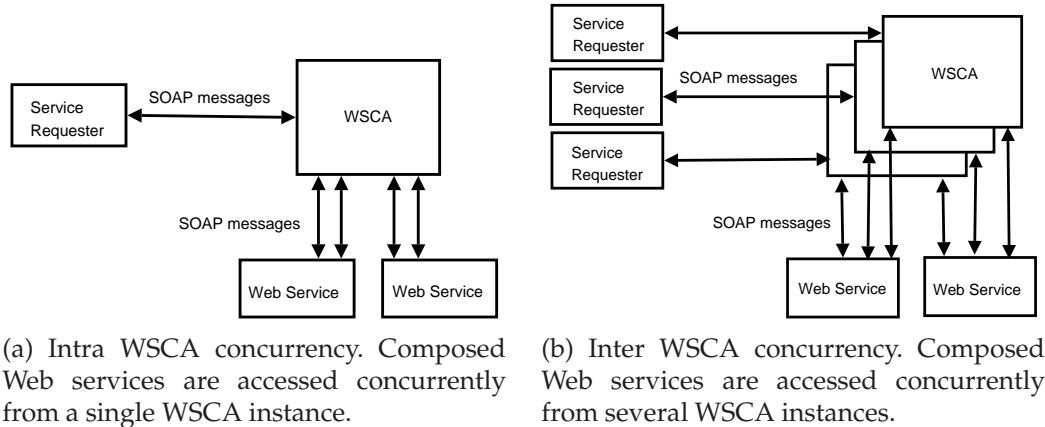 Service
Requester
SOAP messages
WSCA
SOAP messages
Web Service
Web Service
(a) Intra WSCA concurrency. Composed
Web services are accessed concurrently
from a single WSCA instance.
Service
Requester
Service
Requester
Service
Requester
SOAP messages
WSCA
SOAP messages
Web Service
Web Service
(b) Inter WSCA concurrency. Composed
Web services are accessed concurrently
from several WSCA instances.